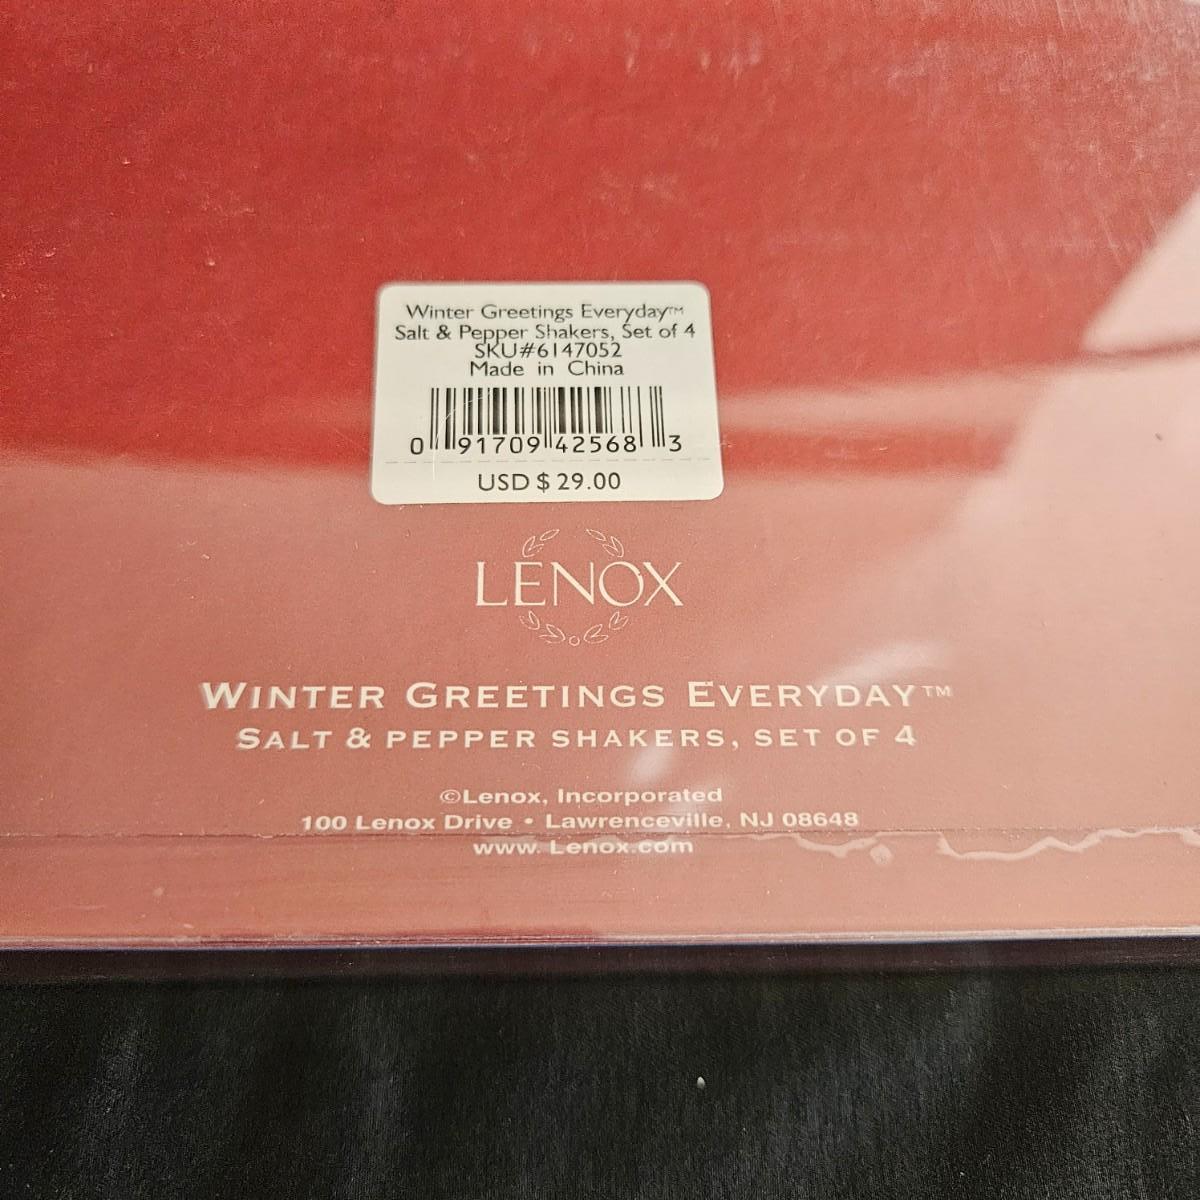 Winter Greetings Everyday™
Salt & Pepper Shakers, Set of 4
SKU#6147052
Made in China
0 91709 42568 3
USD $ 29.00
LENOX
WINTER GREETINGS EVERYDAY™
SALT & PEPPER SHAKERS, SET OF 4
©Lenox, Incorporated
100 Lenox Drive • Lawrenceville, NJ 08648
www. Lenox.com